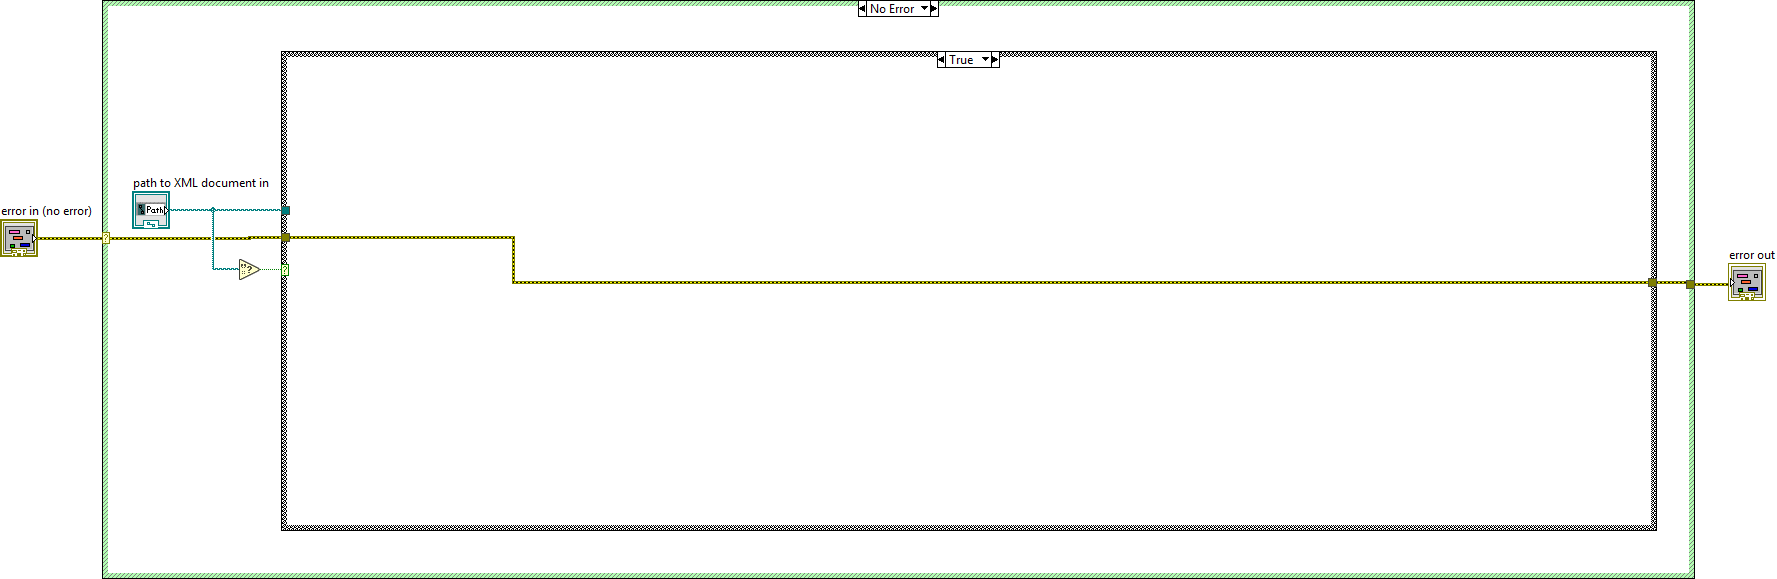 No Error
True
path to XML document in
Path
error in (no error)
?
?
?
error out